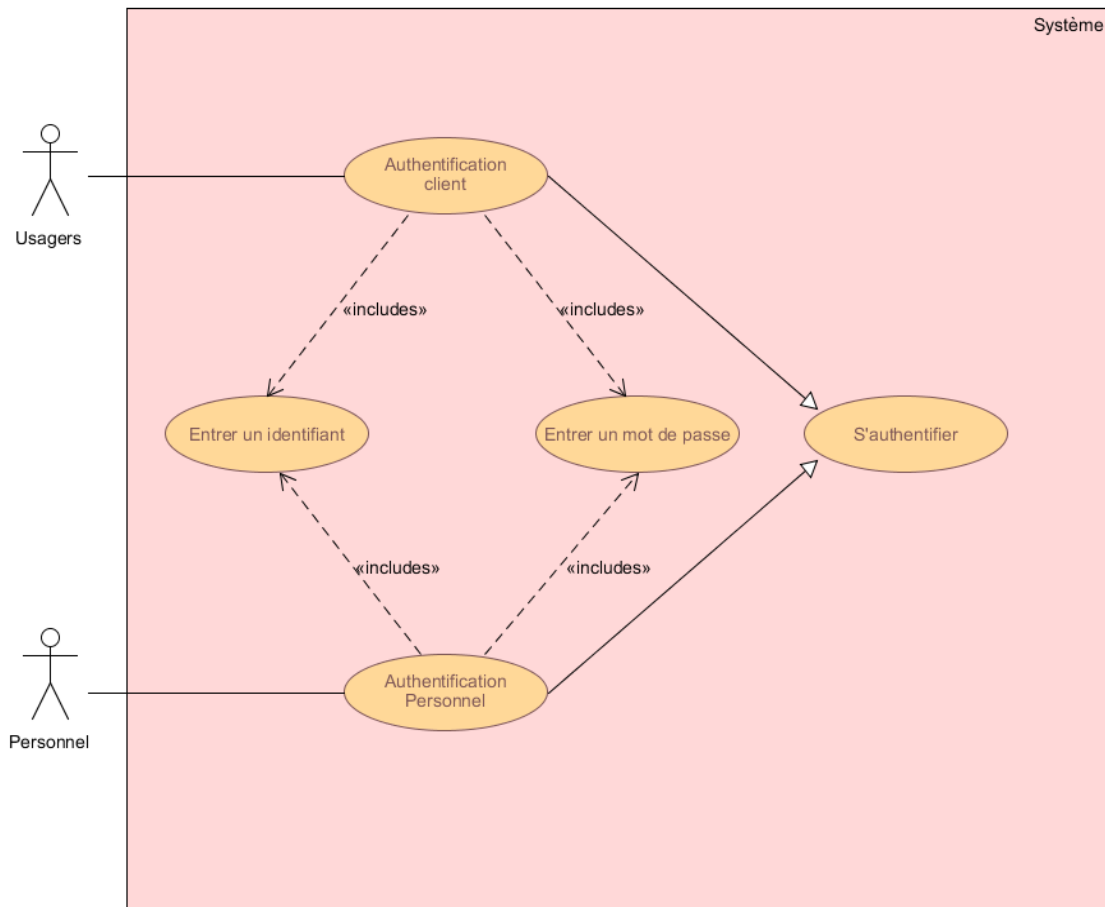 Système
Authentification
client
Usagers
«includes»
«includes»
Entrer un identifiant
Entrer un mot de passe
S'authentifier
«includes»
«includes»
Authentification
Personnel
Personnel